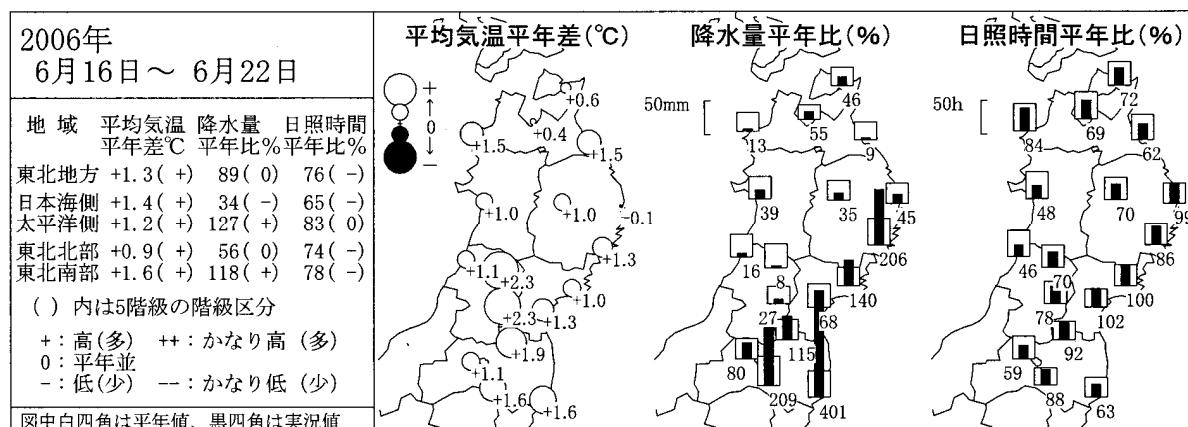 2006年
6月16日～ 6月22日
地 域 平均気温 降水量 日照時間
平年差℃ 平年比% 平年比%
東北地方 +1.3( +) 89( 0) 76( -)
日本海側 +1.4( +) 34( -) 65( -)
太平洋側 +1.2( +) 127( +) 83( 0)
東北北部 +0.9( +) 56( 0) 74( -)
東北南部 +1.6( +) 118( +) 78( -)
( ) 内は5階級の階級区分
+：高(多) ++：かなり高 (多)
0：平年並
-：低(少) --：かなり低 (少)
図中白四角は平年値、黒四角は実況値
平均気温平年差(℃)
+
↑
0
↓
-
+0.6
+0.4
+1.5
+1.5
+1.0
+1.0
-0.1
+1.3
+1.1
+2.3
+1.0
+2.3
+1.3
+1.9
+1.1
+1.6
+1.6
降水量平年比(%)
50mm
46
55
13
9
39
35
45
206
16
8
140
27
68
115
80
209
401
日照時間平年比(%)
50h
72
69
84
62
48
70
99
86
46
70
100
78
102
92
59
88
63